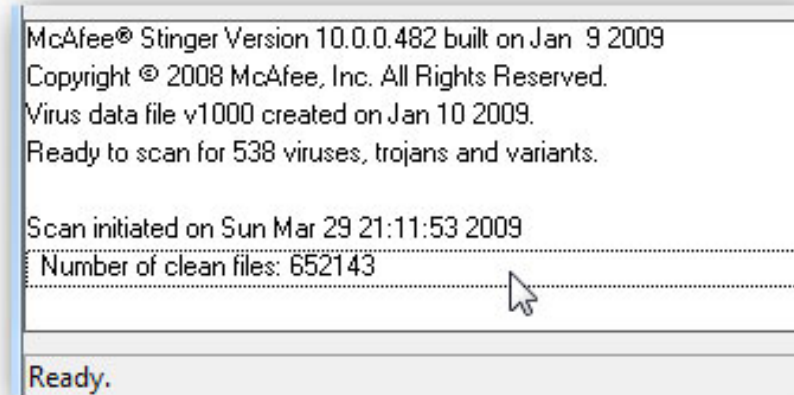 McAfee® Stinger Version 10.0.0.482 built on Jan  9 2009
Copyright © 2008 McAfee, Inc. All Rights Reserved.
Virus data file v1000 created on Jan 10 2009.
Ready to scan for 538 viruses, trojans and variants.
Scan initiated on Sun Mar 29 21:11:53 2009
Number of clean files: 652143
Ready.